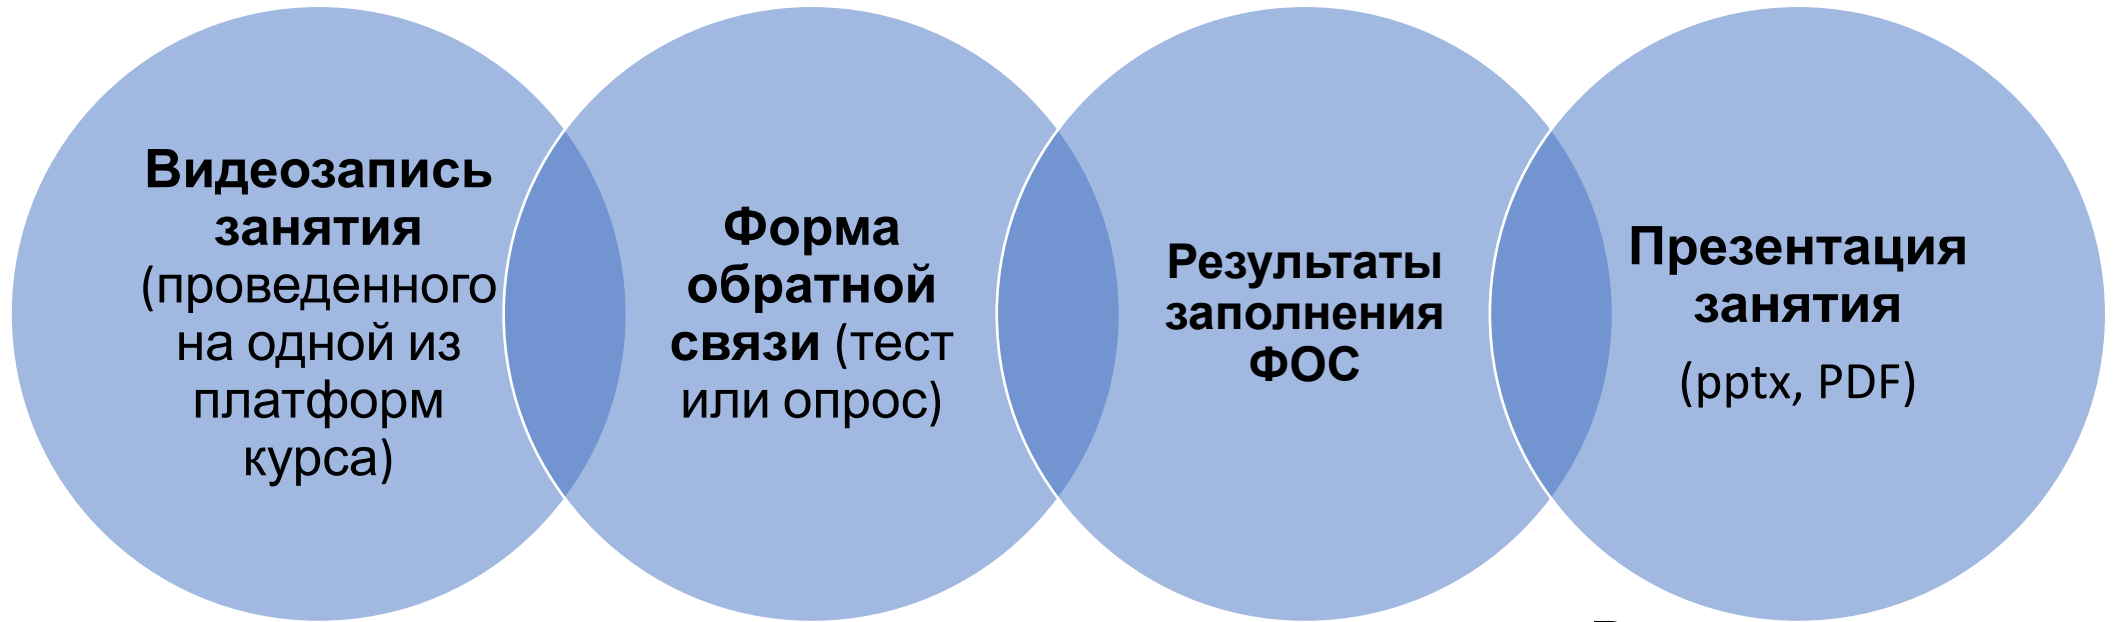 Видеозапись
занятия
(проведенного
на одной из
платформ
курса)
Форма
обратной
связи (тест
или опрос)
Результаты
заполнения
ФОС
Презентация
занятия
(pptx, PDF)